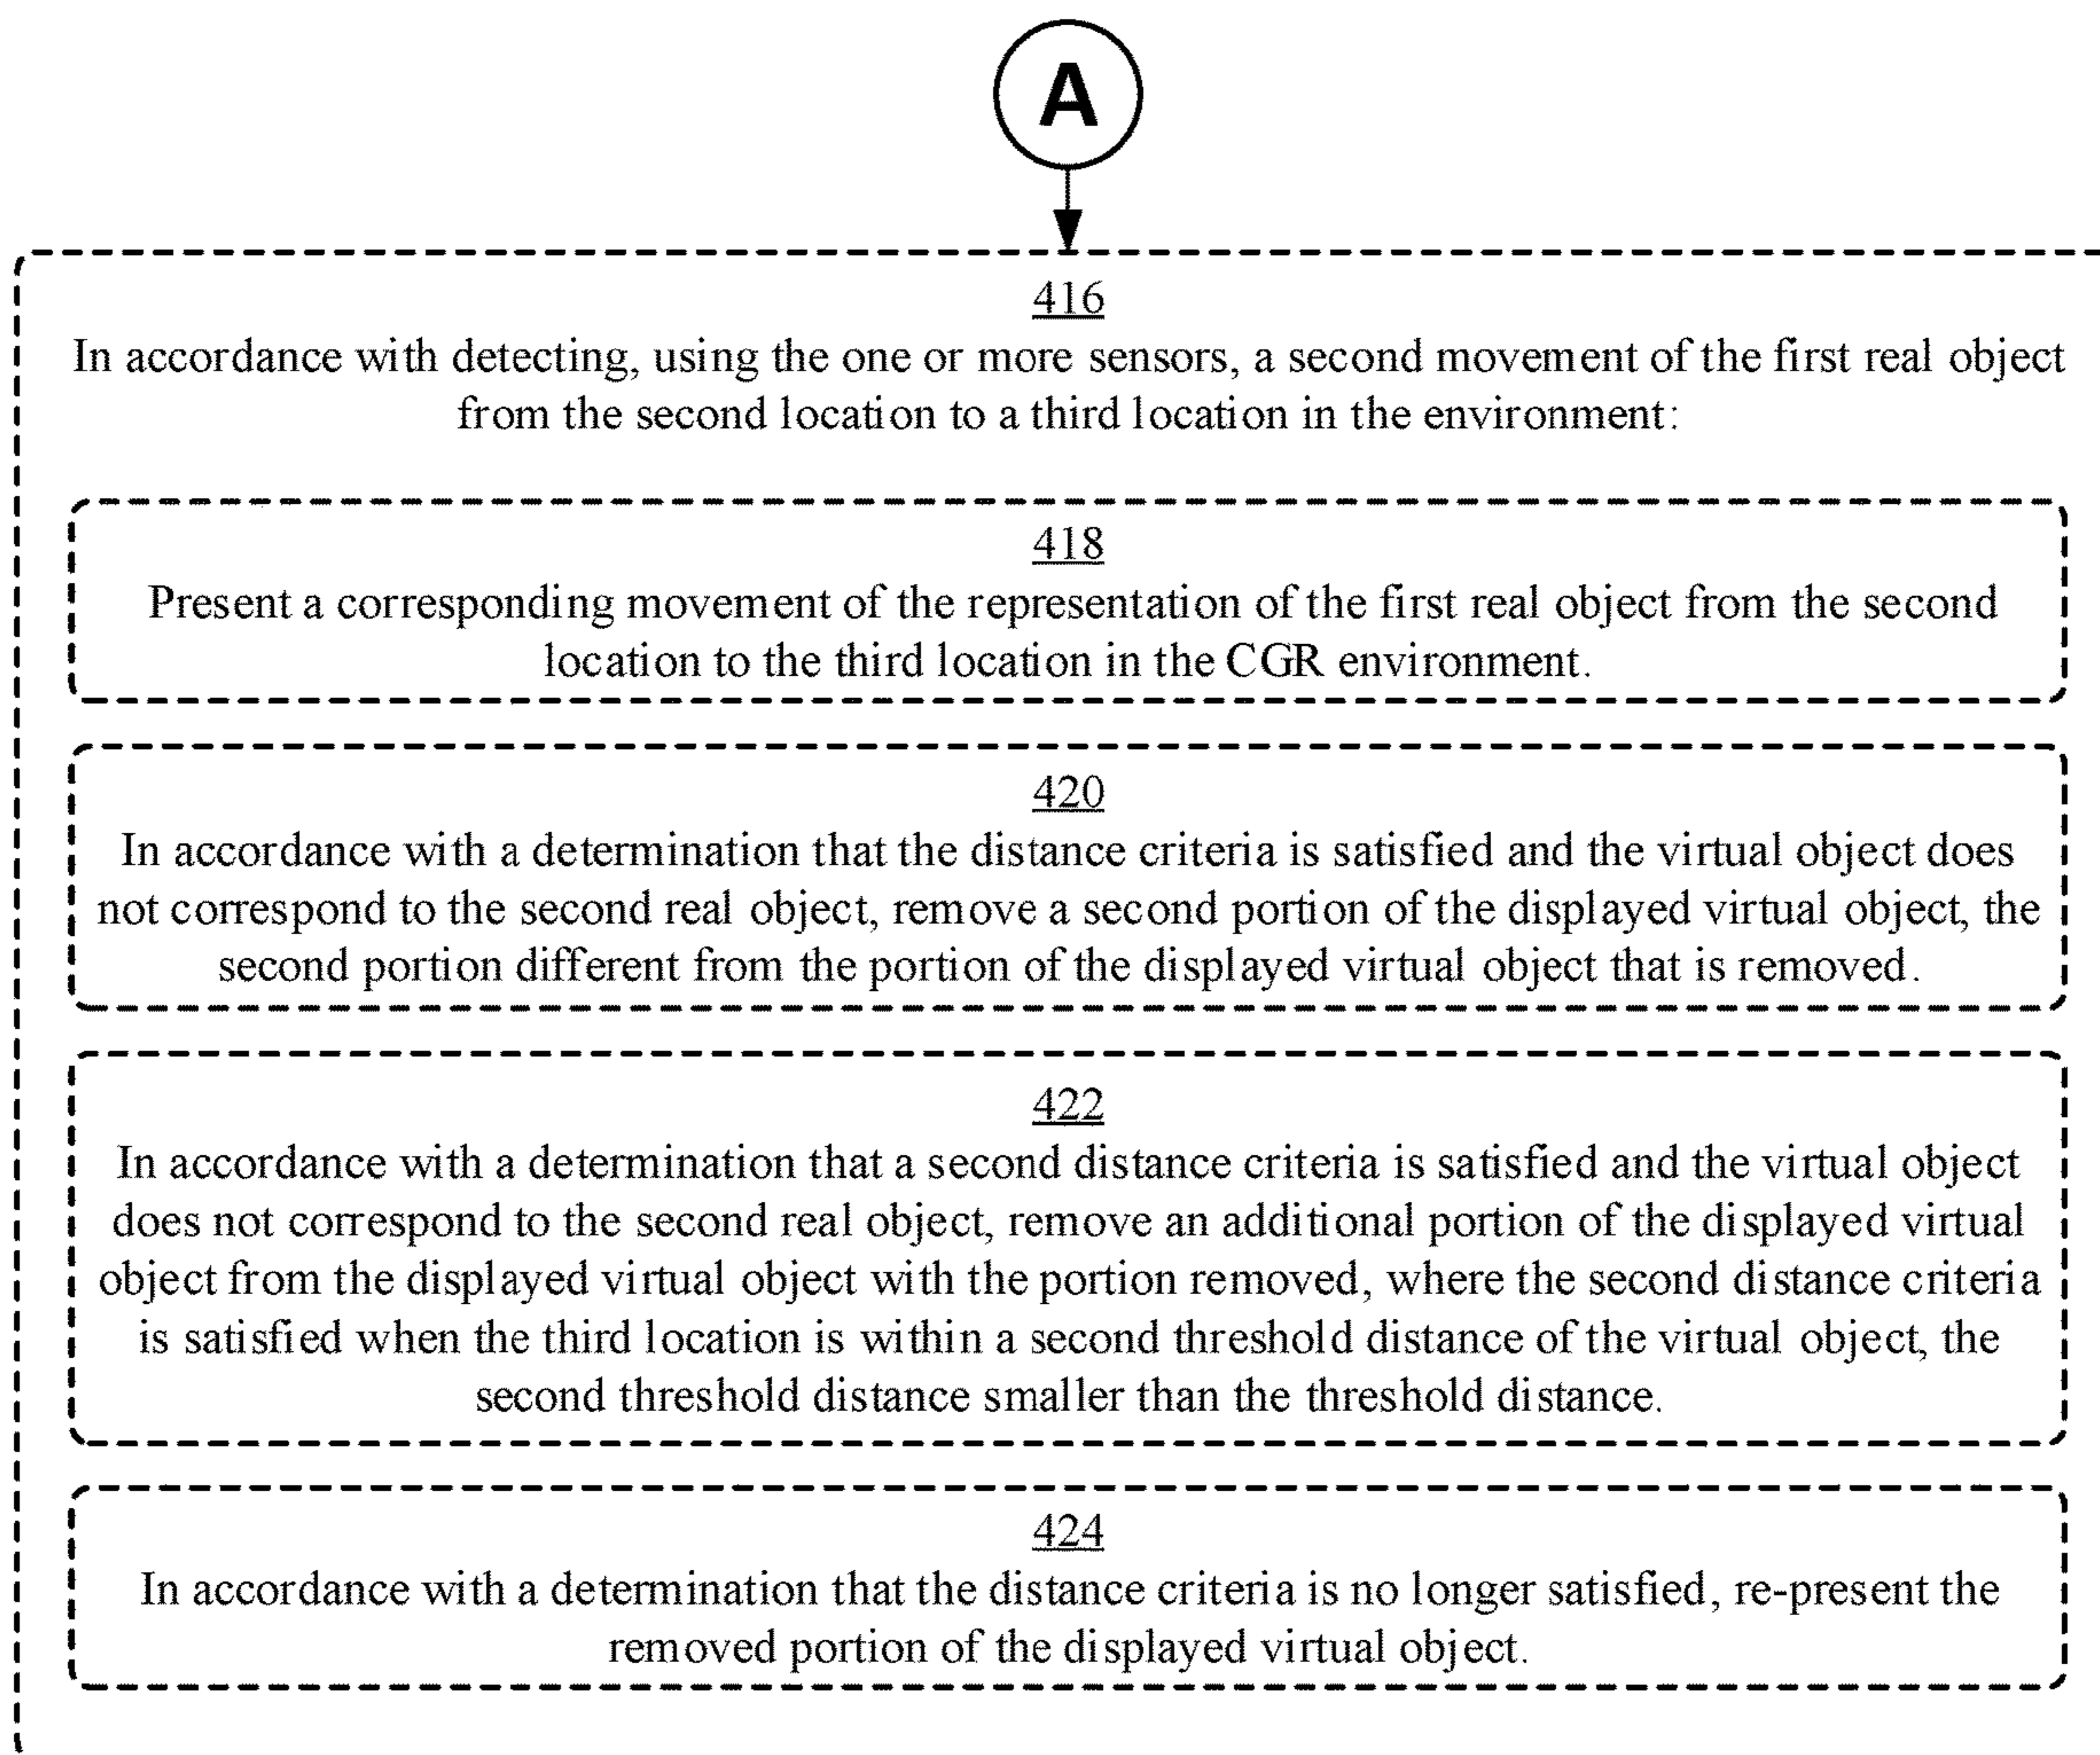 A
416
In accordance with detecting, using the one or more sensors, a second movement of the first real object
from the second location to a third location in the environment:
418
Present a corresponding movement of the representation of the first real object from the second
location to the third location in the CGR environment.
420
In accordance with a determination that the distance criteria is satisfied and the virtual object does
not correspond to the second real object, remove a second portion of the displayed virtual object, the
second portion different from the portion of the displayed virtual object that is removed.
422
In accordance with a determination that a second distance criteria is satisfied and the virtual object
does not correspond to the second real object, remove an additional portion of the displayed virtual
object from the displayed virtual object with the portion removed, where the second distance criteria
is satisfied when the third location is within a second threshold distance of the virtual object, the
second threshold distance smaller than the threshold distance.
424
In accordance with a determination that the distance criteria is no longer satisfied, re-present the
removed portion of the displayed virtual object.